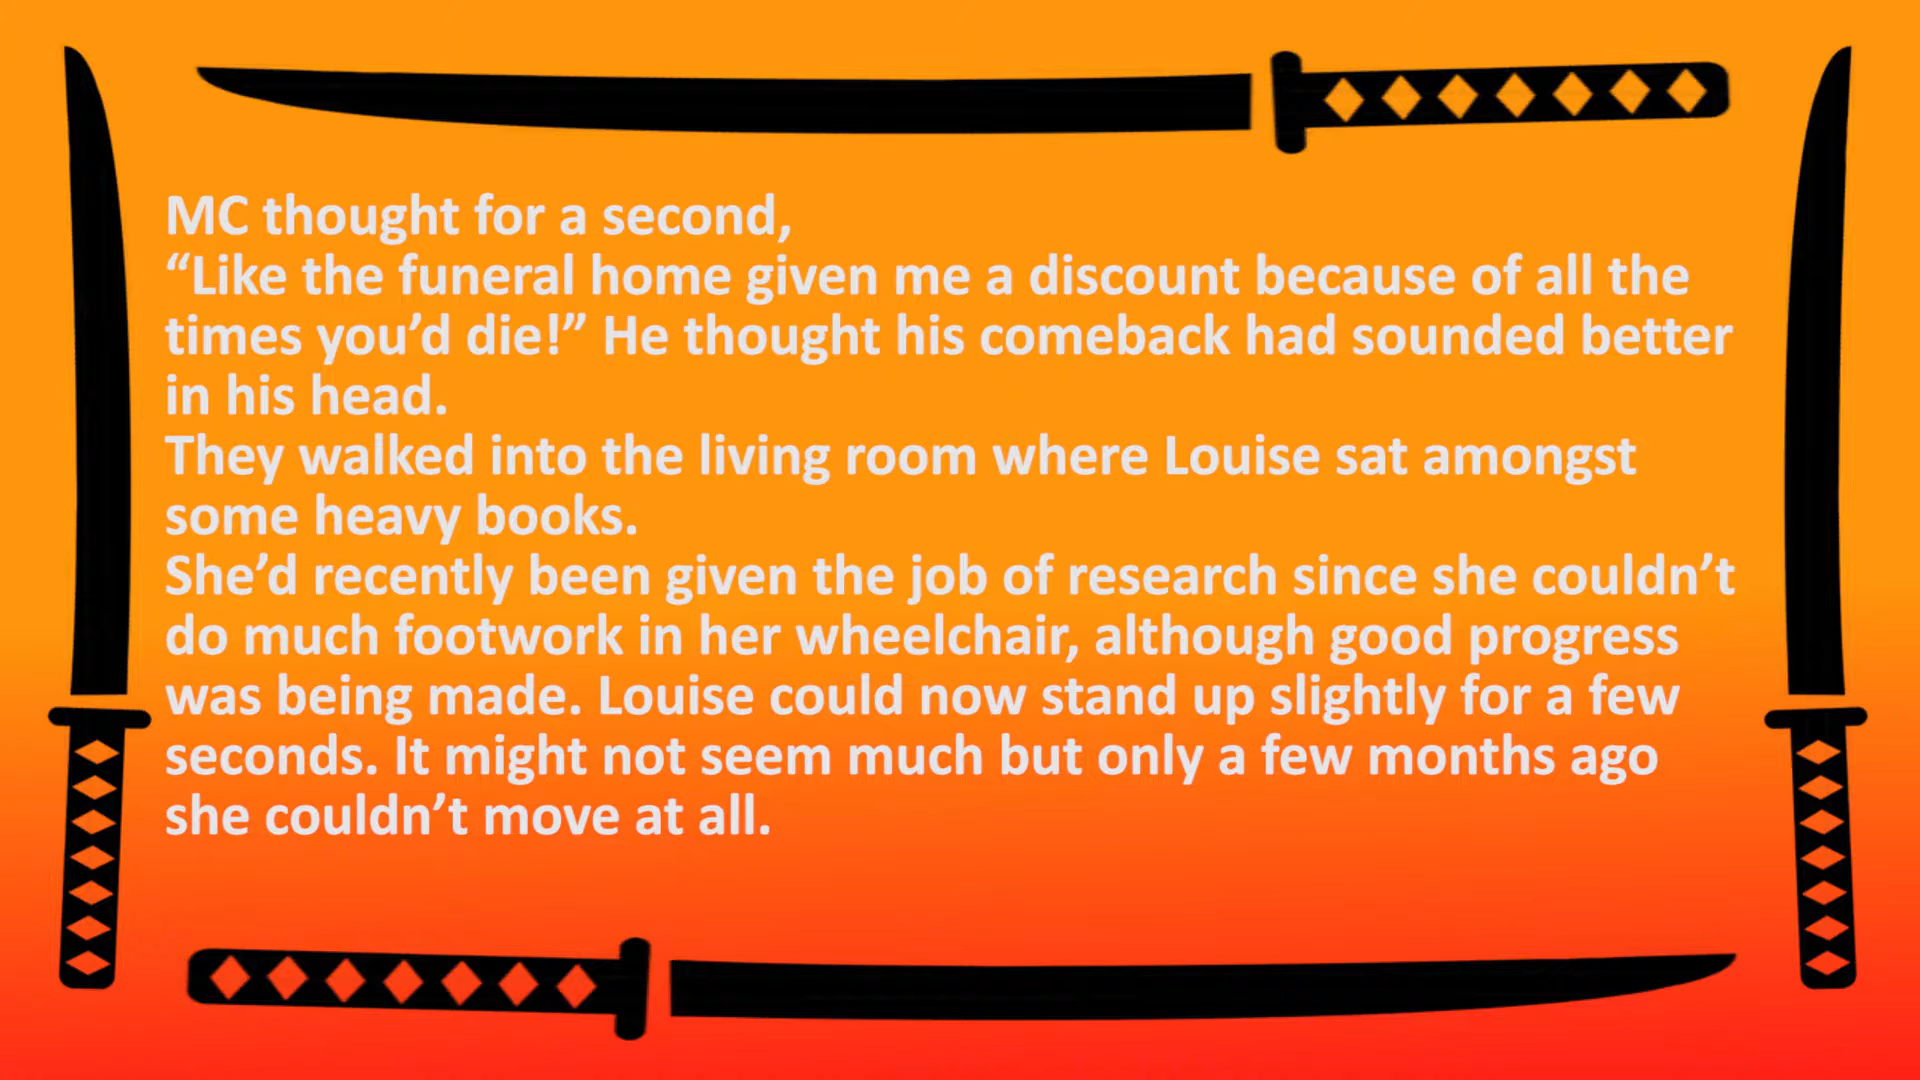 MC thought for a second,
“Like the funeral home given me a discount because of all the
times you’d die!” He thought his comeback had sounded better
in his head.
They walked into the living room where Louise sat amongst
some heavy books.
She’d recently been given the job of research since she couldn’t
do much footwork in her wheelchair, although good progress
was being made. Louise could now stand up slightly for a few
seconds. It might not seem much but only a few months ago
she couldn’t move at all.